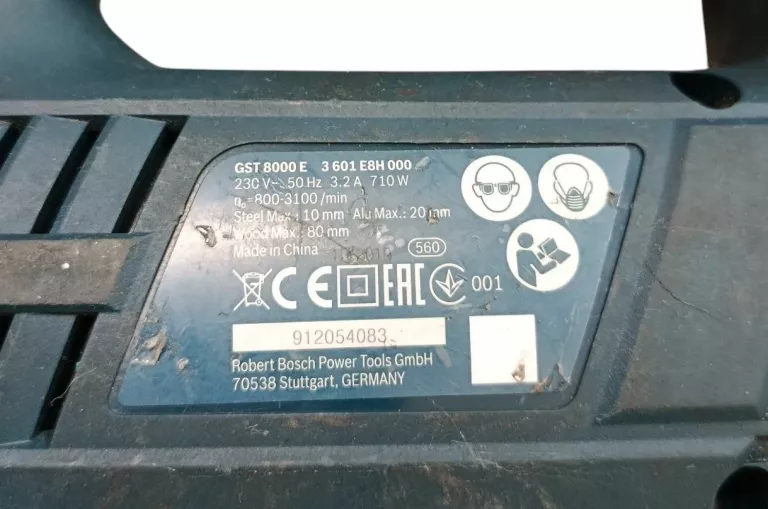 GST 8000 E 3 601 E8H 000
230 V~ 50 Hz 3.2 A 710 W
n₀=800-3100 /min
Steel Max.: 10 mm Alu Max.: 20 mm
Wood Max.: 80 mm
Made in China 560
CE EAC 001
912054083
Robert Bosch Power Tools GmbH
70538 Stuttgart, GERMANY